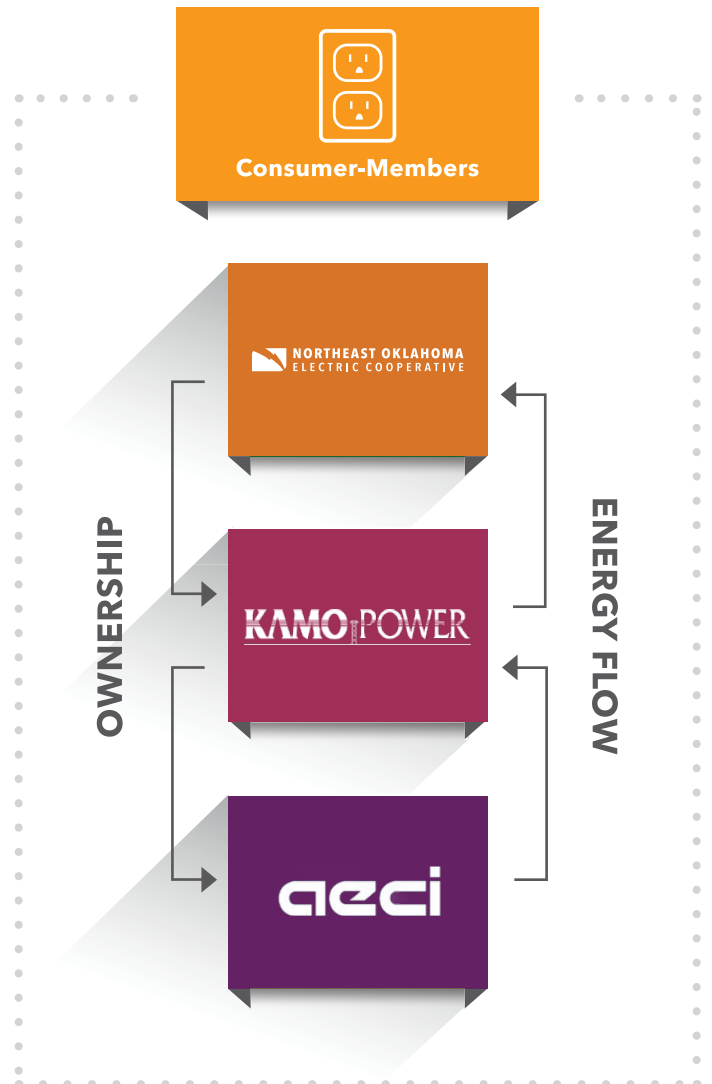 Consumer-Members
NORTHEAST OKLAHOMA
ELECTRIC COOPERATIVE
OWNERSHIP
ENERGY FLOW
KAMO POWER
aeci